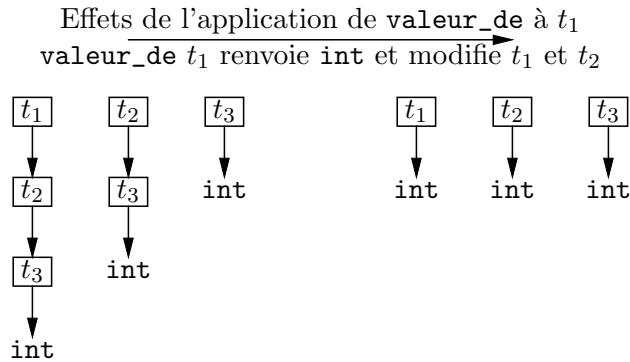 Effets de l'application de valeur_de à t₁
valeur_de t₁ renvoie int et modifie t₁ et t₂
t₁ t₂ t₃ t₁ t₂ t₃
t₂ t₃ int int int int
t₃ int
int